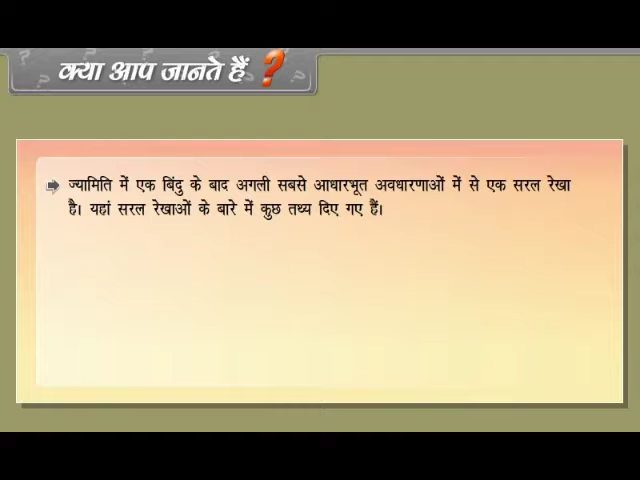 क्या आप जानते हैं ?
ज्यामिति में एक बिंदु के बाद अगली सबसे आधारभूत अवधारणाओं में से एक सरल रेखा
है। यहां सरल रेखाओं के बारे में कुछ तथ्य दिए गए हैं।